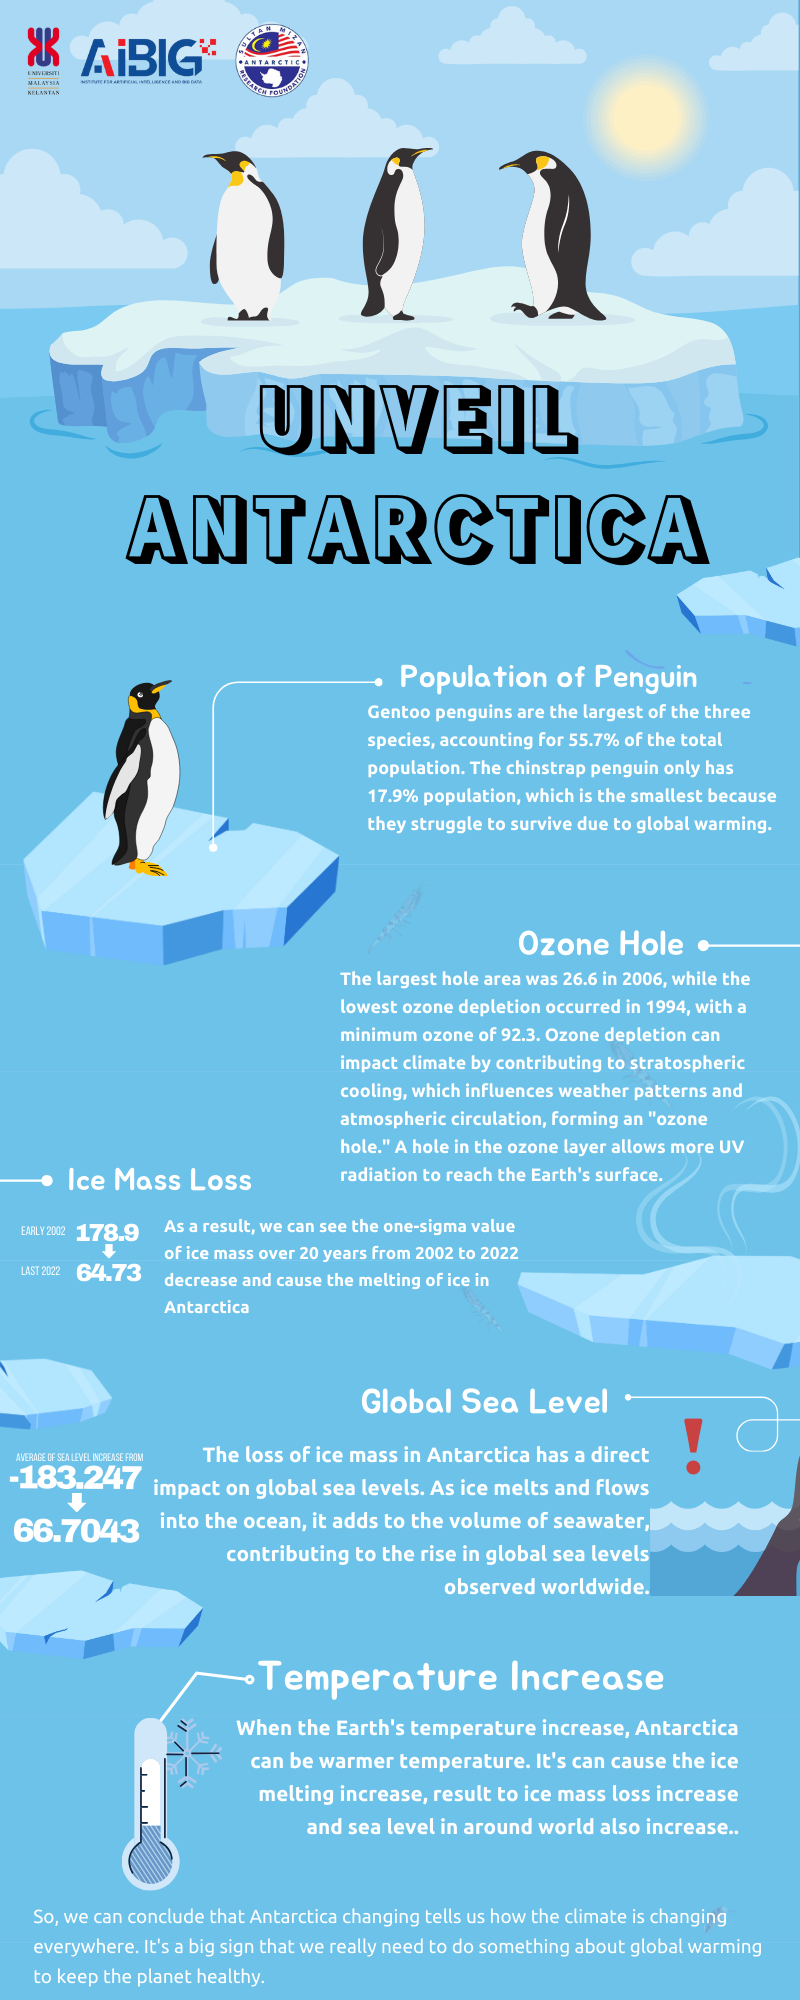 UNIVERSITI
MALAYSIA
KELANTAN
AiBIG
INSTITUTE FOR ARTIFICIAL INTELLIGENCE AND BIG DATA
SULTAN MIZAN
ANTARCTIC
RESEARCH FOUNDATION
UNVEIL
ANTARCTICA
Population of Penguin
Gentoo penguins are the largest of the three
species, accounting for 55.7% of the total
population. The chinstrap penguin only has
17.9% population, which is the smallest because
they struggle to survive due to global warming.
Ozone Hole
The largest hole area was 26.6 in 2006, while the
lowest ozone depletion occurred in 1994, with a
minimum ozone of 92.3. Ozone depletion can
impact climate by contributing to stratospheric
cooling, which influences weather patterns and
atmospheric circulation, forming an "ozone
hole." A hole in the ozone layer allows more UV
radiation to reach the Earth's surface.
Ice Mass Loss
EARLY 2002 178.9
LAST 2022 64.73
As a result, we can see the one-sigma value
of ice mass over 20 years from 2002 to 2022
decrease and cause the melting of ice in
Antarctica
Global Sea Level
AVERAGE OF SEA LEVEL INCREASE FROM
-183.247
66.7043
The loss of ice mass in Antarctica has a direct
impact on global sea levels. As ice melts and flows
into the ocean, it adds to the volume of seawater,
contributing to the rise in global sea levels
observed worldwide.
!
Temperature Increase
When the Earth's temperature increase, Antarctica
can be warmer temperature. It's can cause the ice
melting increase, result to ice mass loss increase
and sea level in around world also increase..
So, we can conclude that Antarctica changing tells us how the climate is changing
everywhere. It's a big sign that we really need to do something about global warming
to keep the planet healthy.